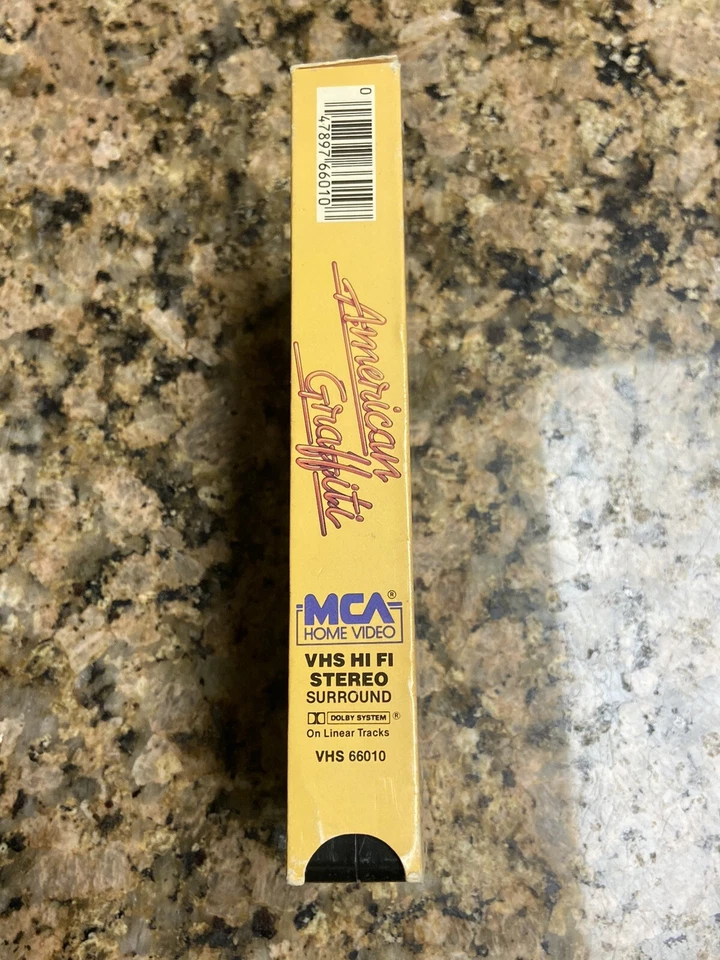 0 47897 66010
American
Graffiti
MCA®
HOME VIDEO
VHS HI FI
STEREO
SURROUND
DOLBY SYSTEM ®
On Linear Tracks
VHS 66010